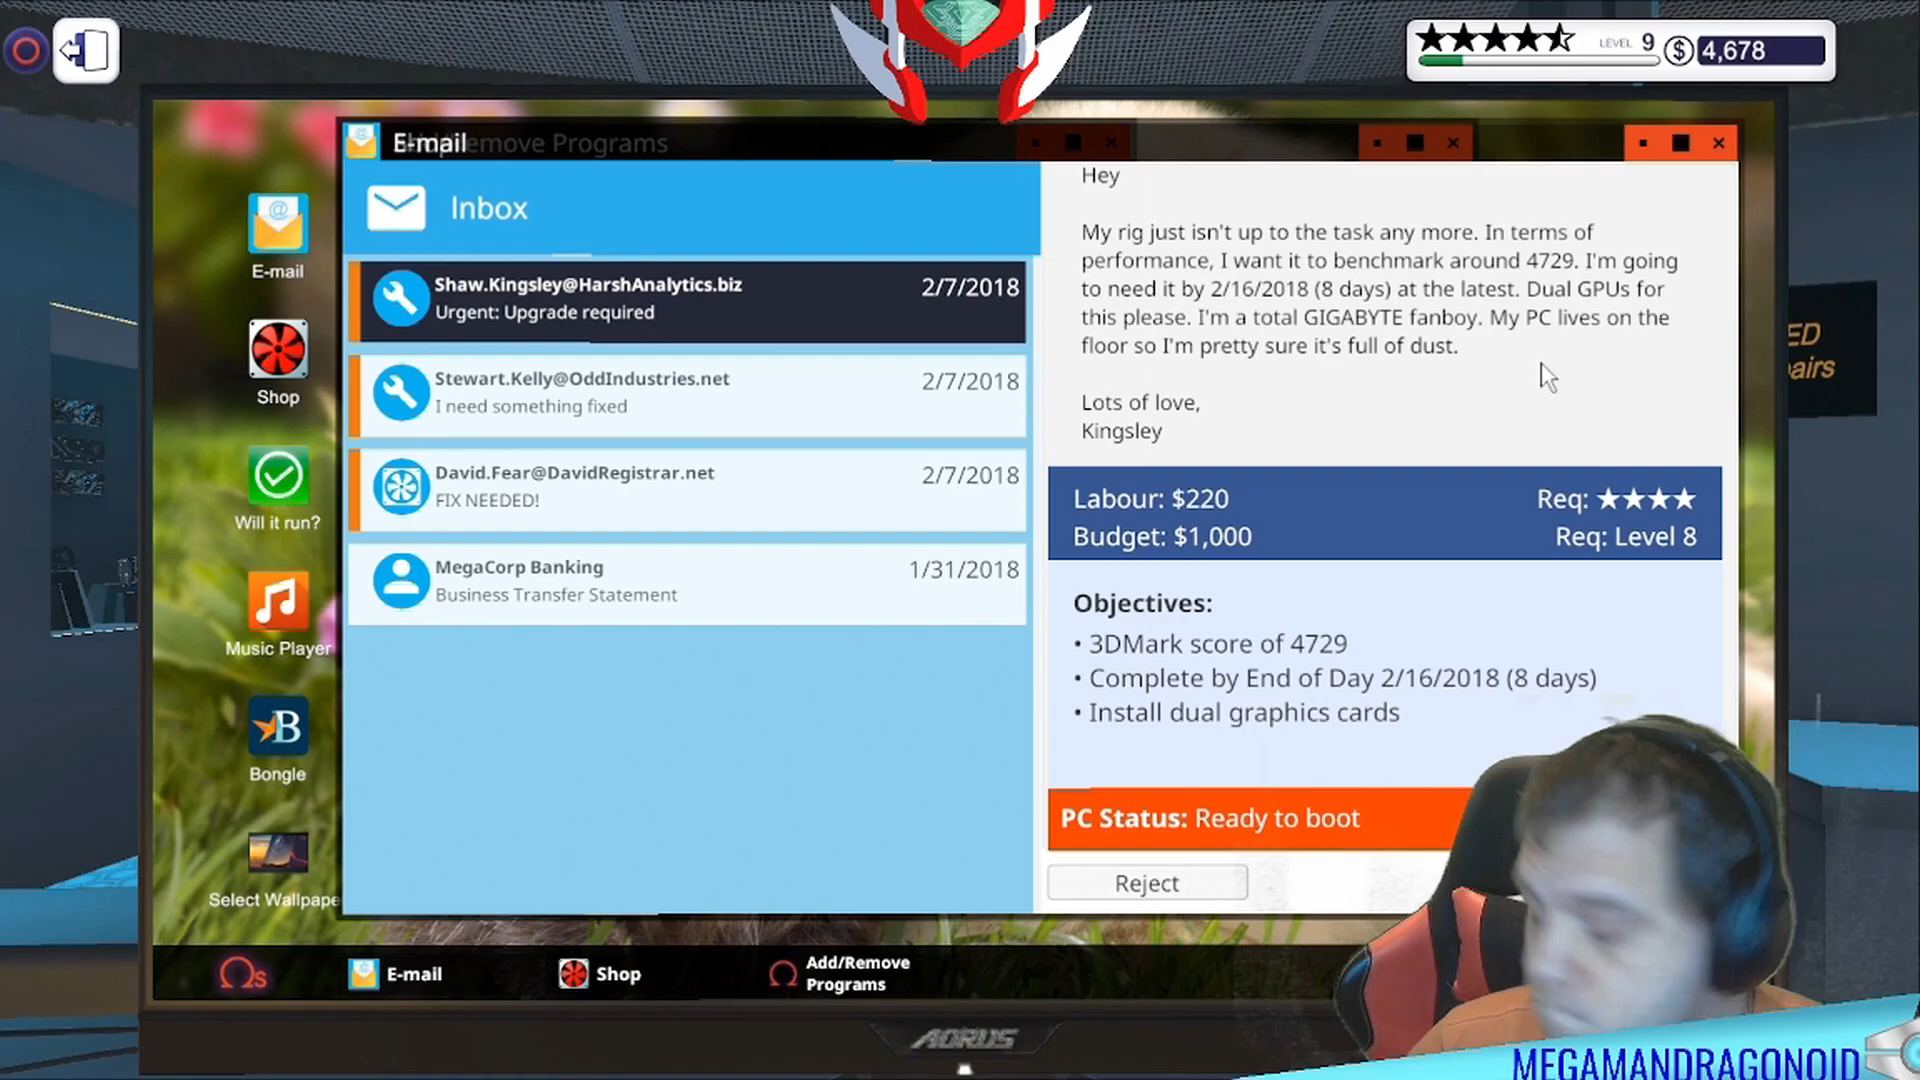 LEVEL 9
$ 4,678
E-mail
Remove Programs
Inbox
Shaw.Kingsley@HarshAnalytics.biz
2/7/2018
Urgent: Upgrade required
Stewart.Kelly@OddIndustries.net
2/7/2018
I need something fixed
David.Fear@DavidRegistrar.net
2/7/2018
FIX NEEDED!
MegaCorp Banking
1/31/2018
Business Transfer Statement
Hey
My rig just isn't up to the task any more. In terms of
performance, I want it to benchmark around 4729. I'm going
to need it by 2/16/2018 (8 days) at the latest. Dual GPUs for
this please. I'm a total GIGABYTE fanboy. My PC lives on the
floor so I'm pretty sure it's full of dust.
Lots of love,
Kingsley
Labour: $220
Req: ★★★★
Budget: $1,000
Req: Level 8
Objectives:
• 3DMark score of 4729
• Complete by End of Day 2/16/2018 (8 days)
• Install dual graphics cards
PC Status: Ready to boot
Reject
E-mail
Shop
Will it run?
Music Player
B
Bongle
Select Wallpape
Ωs
E-mail
Shop
Add/Remove
Programs
ED
airs
AORUS
MEGAMANDRAGONOID